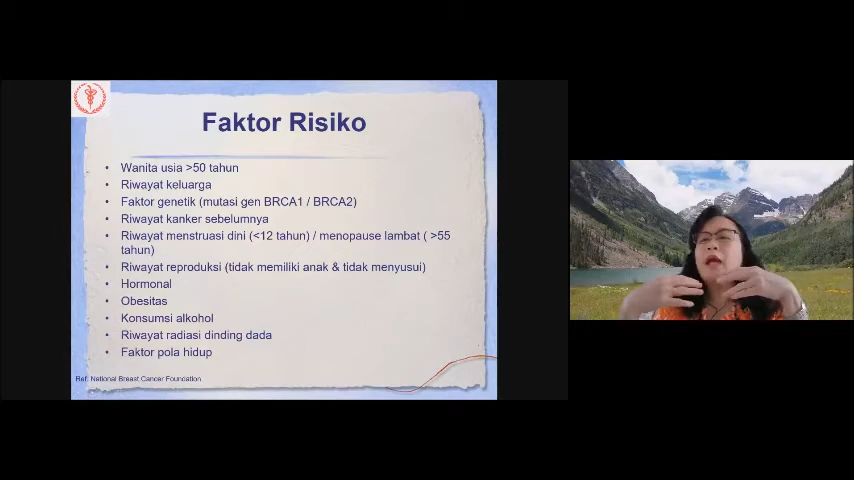 Faktor Risiko
• Wanita usia >50 tahun
• Riwayat keluarga
• Faktor genetik (mutasi gen BRCA1 / BRCA2)
• Riwayat kanker sebelumnya
• Riwayat menstruasi dini (<12 tahun) / menopause lambat ( >55
tahun)
• Riwayat reproduksi (tidak memiliki anak & tidak menyusui)
• Hormonal
• Obesitas
• Konsumsi alkohol
• Riwayat radiasi dinding dada
• Faktor pola hidup
Ref. National Breast Cancer Foundation